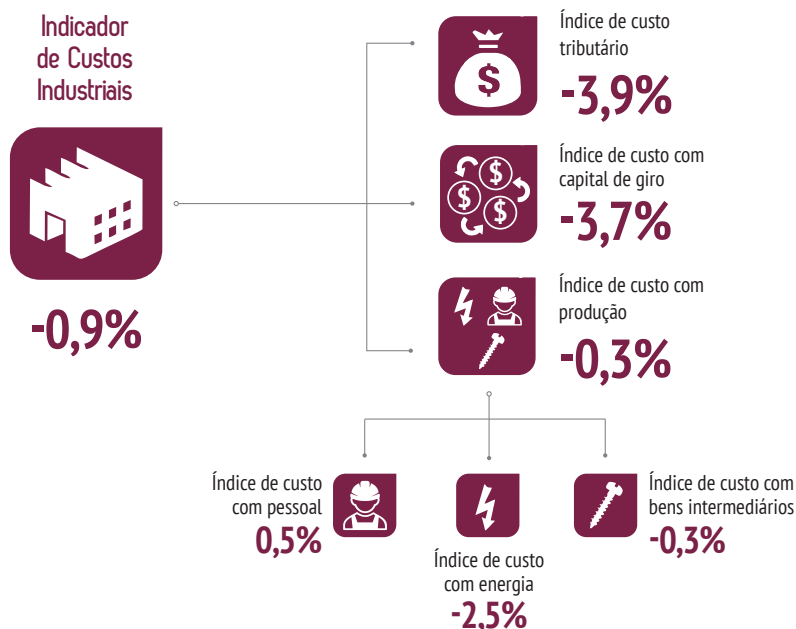 Indicador
de Custos
Industriais
-0,9%
$
Índice de custo
tributário
-3,9%
$
$
$
Índice de custo com
capital de giro
-3,7%
Índice de custo com
produção
-0,3%
Índice de custo
com pessoal
0,5%
Índice de custo
com energia
-2,5%
Índice de custo com
bens intermediários
-0,3%